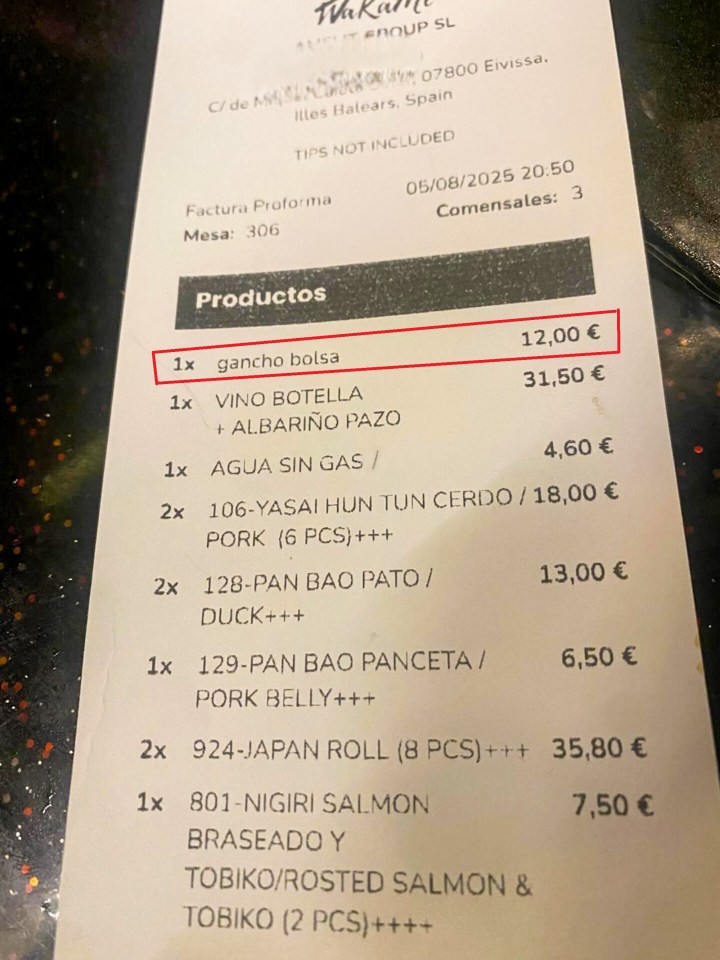 Wakame
GROUP SL
C/ de 07800 Eivissa,
Illes Balears, Spain
TIPS NOT INCLUDED
Factura Proforma 05/08/2025 20:50
Mesa: 306 Comensales: 3
Productos
1x gancho bolsa 12,00 €
1x VINO BOTELLA 31,50 €
+ ALBARIÑO PAZO
1x AGUA SIN GAS / 4,60 €
2x 106-YASAI HUN TUN CERDO / 18,00 €
PORK (6 PCS)+++
2x 128-PAN BAO PATO / 13,00 €
DUCK+++
1x 129-PAN BAO PANCETA / 6,50 €
PORK BELLY+++
2x 924-JAPAN ROLL (8 PCS)+++ 35,80 €
1x 801-NIGIRI SALMON 7,50 €
BRASEADO Y
TOBIKO/ROSTED SALMON &
TOBIKO (2 PCS)++++